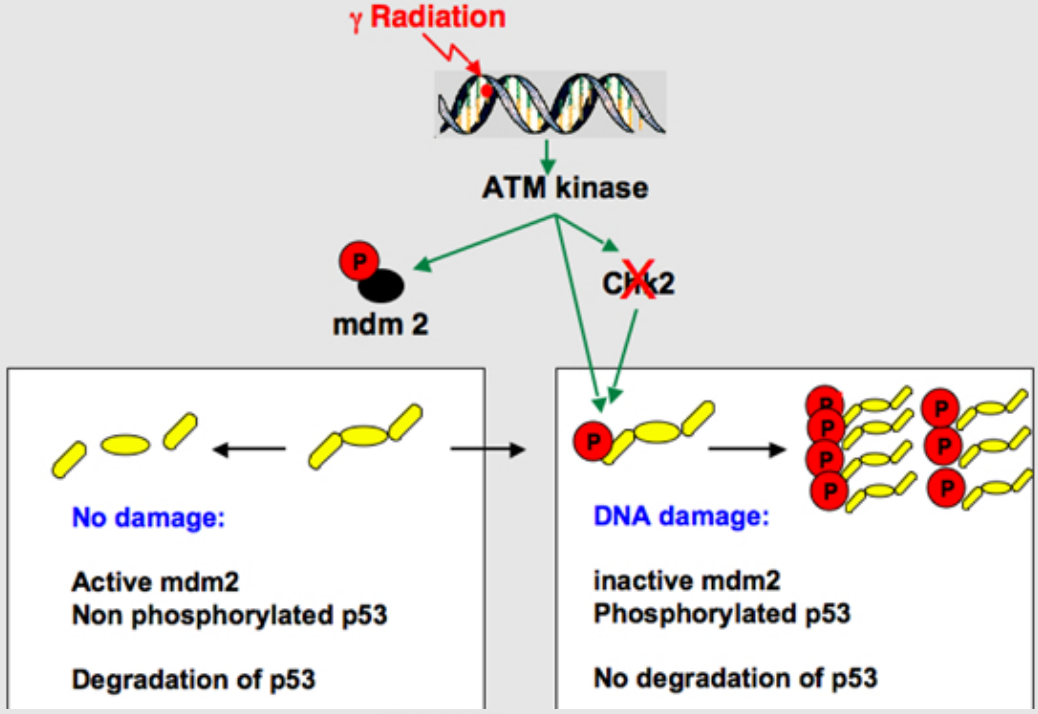 γ Radiation
ATM kinase
P
Chk2
mdm 2
P
P
P
P
P
P
P
P
No damage:
DNA damage:
Active mdm2
inactive mdm2
Non phosphorylated p53
Phosphorylated p53
Degradation of p53
No degradation of p53